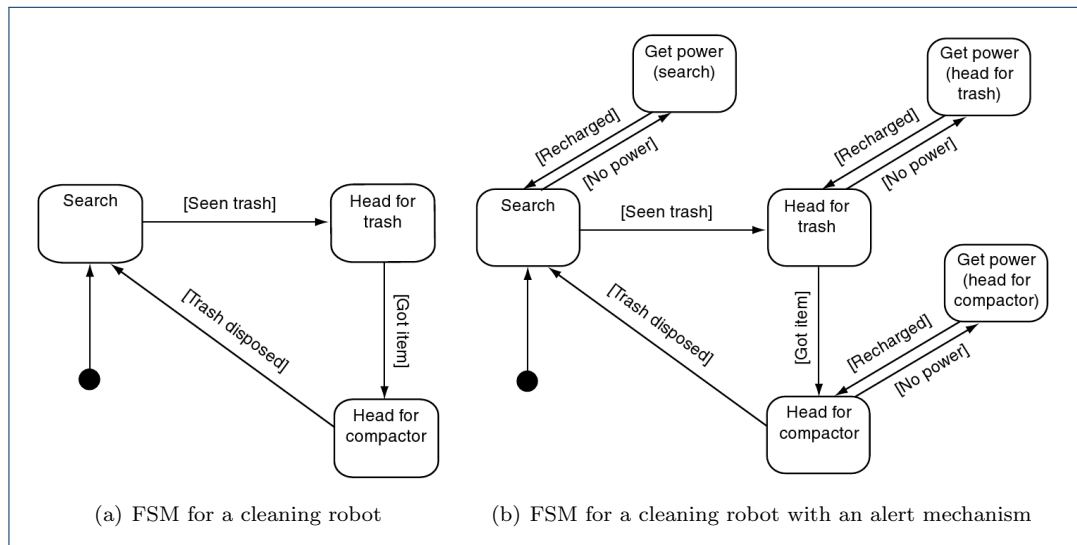 Search
[Seen trash]
Head for
trash
[Trash disposed]
[Got item]
Head for
compactor
(a) FSM for a cleaning robot
Get power
(search)
[Recharged]
[No power]
Get power
(head for
trash)
[Recharged]
[No power]
Search
[Seen trash]
Head for
trash
Get power
(head for
compactor)
[Trash disposed]
[Got item]
[Recharged]
[No power]
Head for
compactor
(b) FSM for a cleaning robot with an alert mechanism